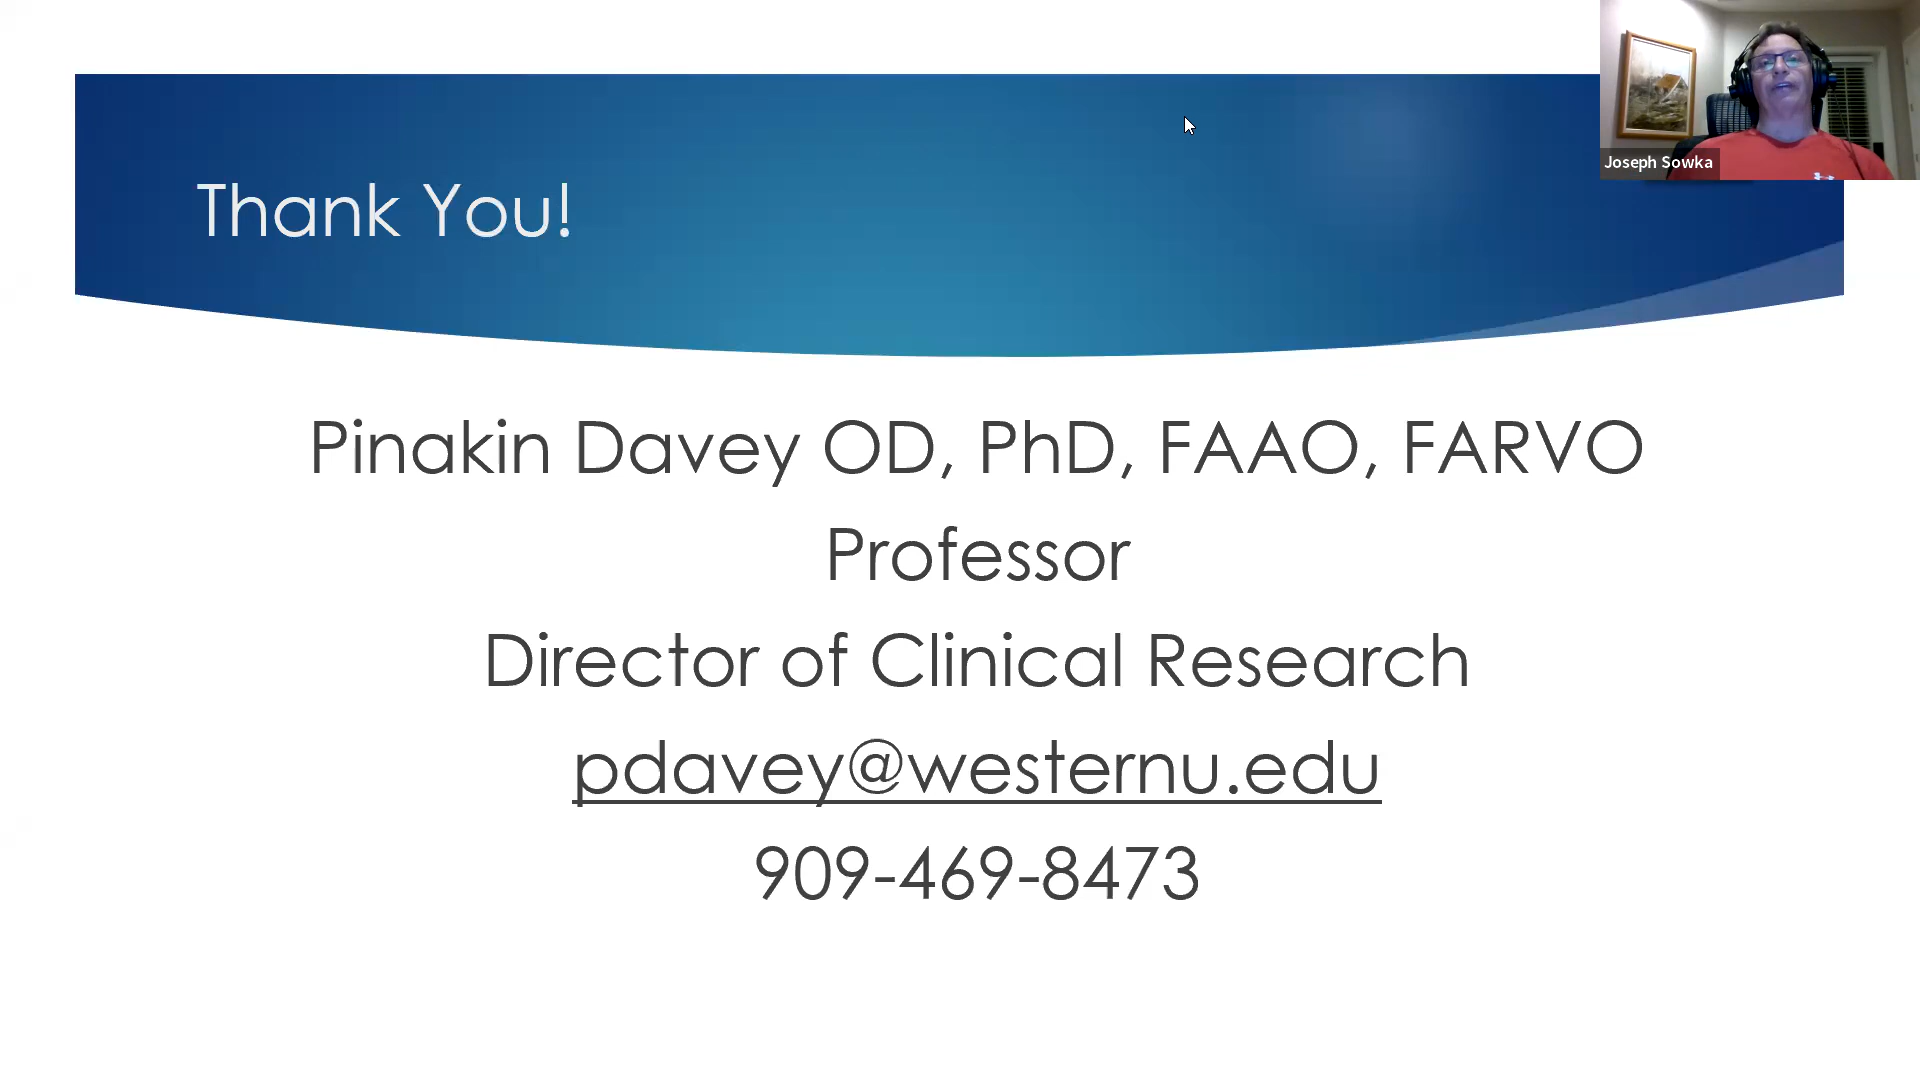 Joseph Sowka
Thank You!
Pinakin Davey OD, PhD, FAAO, FARVO
Professor
Director of Clinical Research
pdavey@westernu.edu
909-469-8473